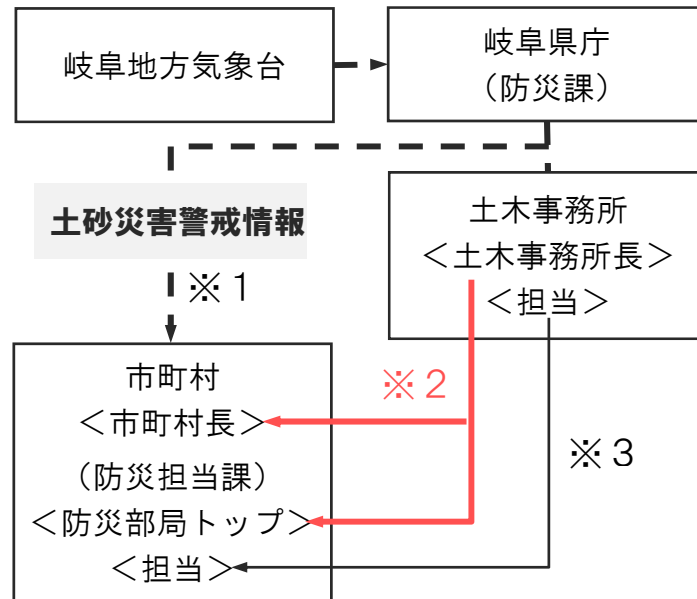 岐阜地方気象台
岐阜県庁
（防災課）
土砂災害警戒情報
※１
土木事務所
＜土木事務所長＞
＜担当＞
市町村
＜市町村長＞
（防災担当課）
＜防災部局トップ＞
＜担当＞
※２
※３